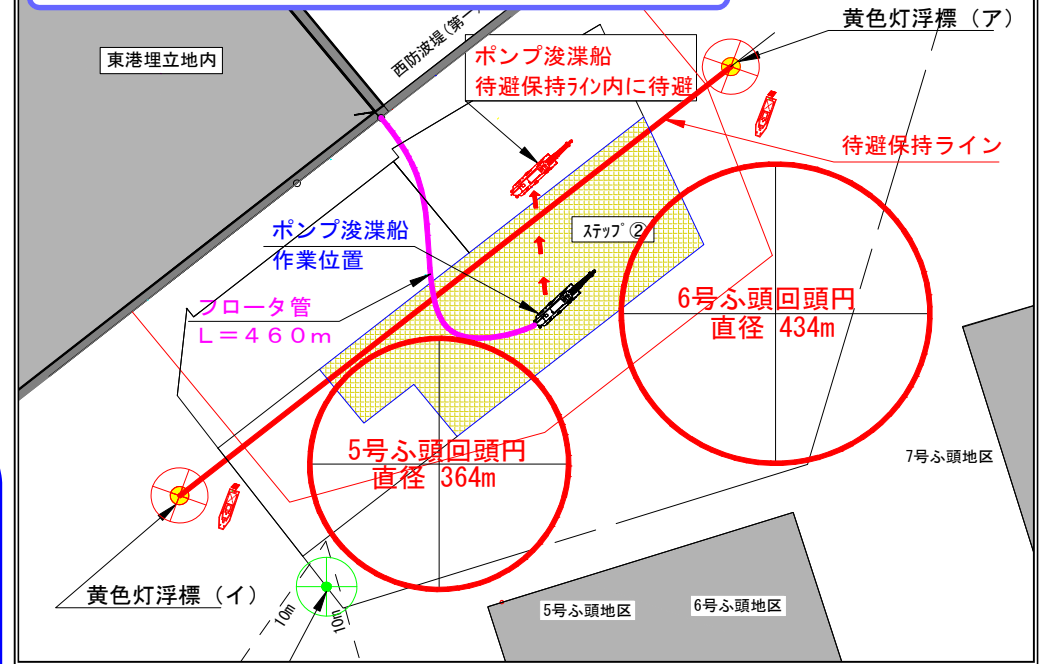 黄色灯浮標（ア）
東港埋立地内
西防波堤(第一
ポンプ浚渫船
待避保持ﾗｲﾝ内に待避
待避保持ライン
ポンプ浚渫船
作業位置
ｽﾃｯﾌﾟ②
フロータ管
L＝４６０ｍ
6号ふ頭回頭円
直径 434m
5号ふ頭回頭円
直径 364m
7号ふ頭地区
黄色灯浮標（イ）
10m
10m
5号ふ頭地区
6号ふ頭地区